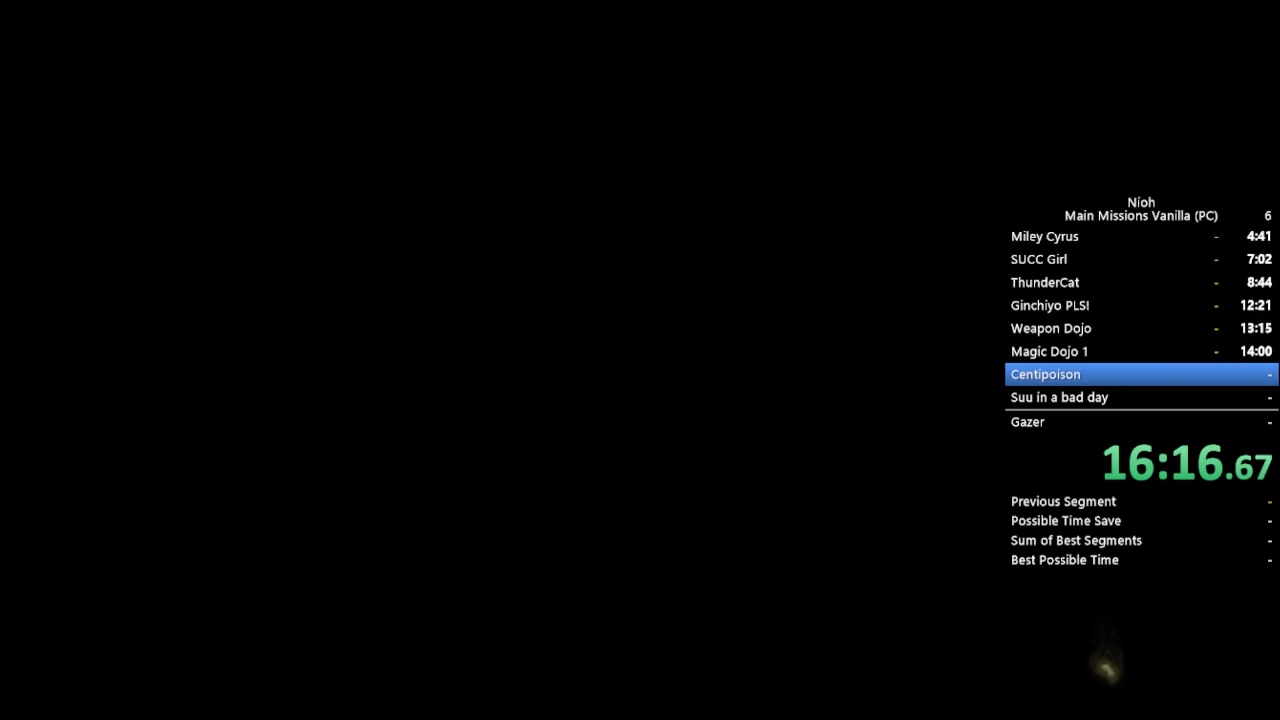 Nioh
Main Missions Vanilla (PC) 6
Miley Cyrus - 4:41
SUCC Girl - 7:02
ThunderCat - 8:44
Ginchiyo PLS! - 12:21
Weapon Dojo - 13:15
Magic Dojo 1 - 14:00
Centipoison -
Suu in a bad day -
Gazer -
16:16.67
Previous Segment -
Possible Time Save -
Sum of Best Segments -
Best Possible Time -